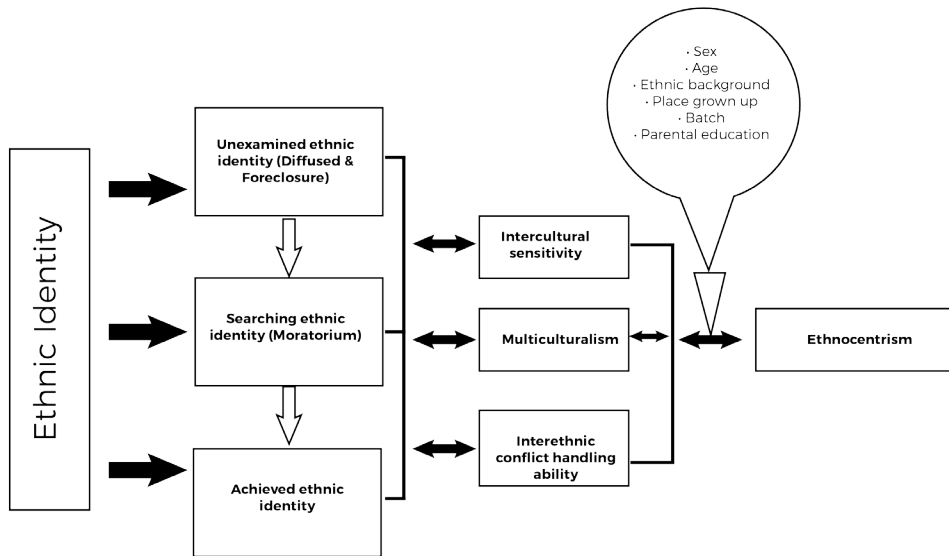 · Sex
· Age
· Ethnic background
· Place grown up
· Batch
· Parental education
Ethnic Identity
Unexamined ethnic
identity (Diffused &
Foreclosure)
Searching ethnic
identity (Moratorium)
Achieved ethnic
identity
Intercultural
sensitivity
Multiculturalism
Interethnic
conflict handling
ability
Ethnocentrism